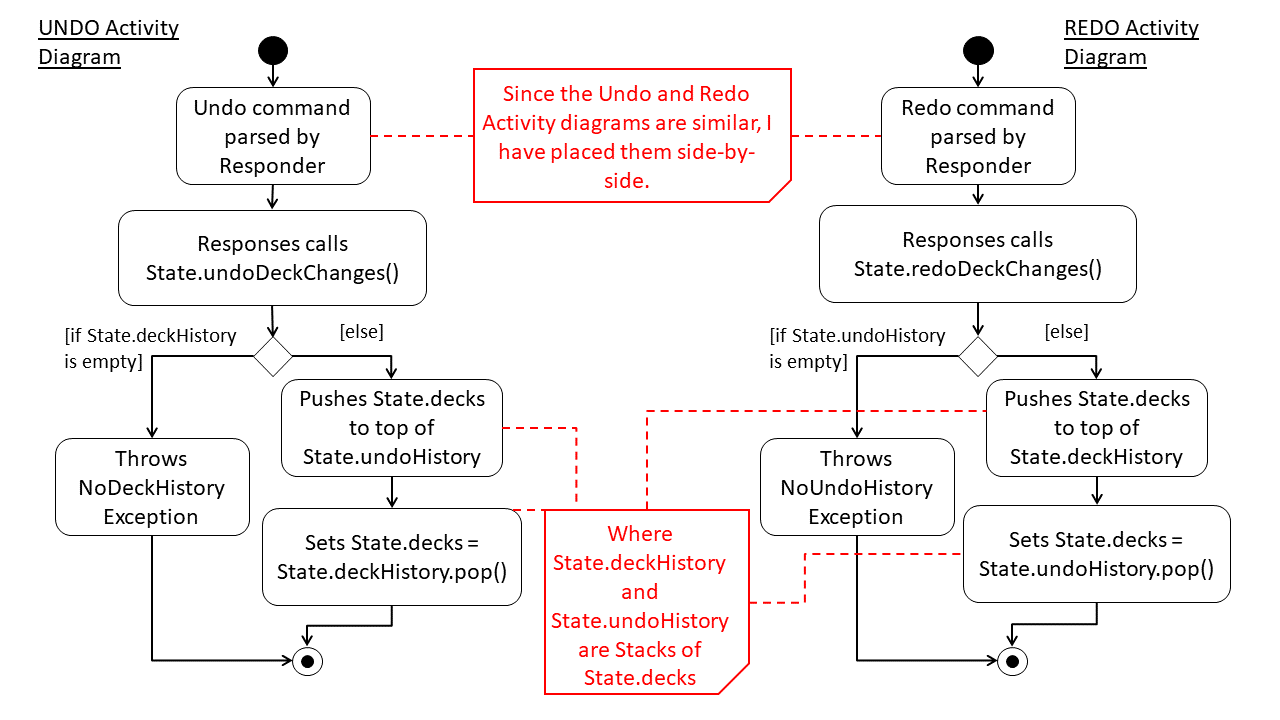 UNDO Activity
Diagram
Undo command
parsed by
Responder
Responses calls
State.undoDeckChanges()
[if State.deckHistory
is empty]
[else]
Pushes State.decks
to top of
State.undoHistory
Throws
NoDeckHistory
Exception
Sets State.decks =
State.deckHistory.pop()
Since the Undo and Redo
Activity diagrams are similar, I
have placed them side-by-
side.
Where
State.deckHistory
and
State.undoHistory
are Stacks of
State.decks
REDO Activity
Diagram
Redo command
parsed by
Responder
Responses calls
State.redoDeckChanges()
[if State.undoHistory
is empty]
[else]
Pushes State.decks
to top of
State.deckHistory
Throws
NoUndoHistory
Exception
Sets State.decks =
State.undoHistory.pop()